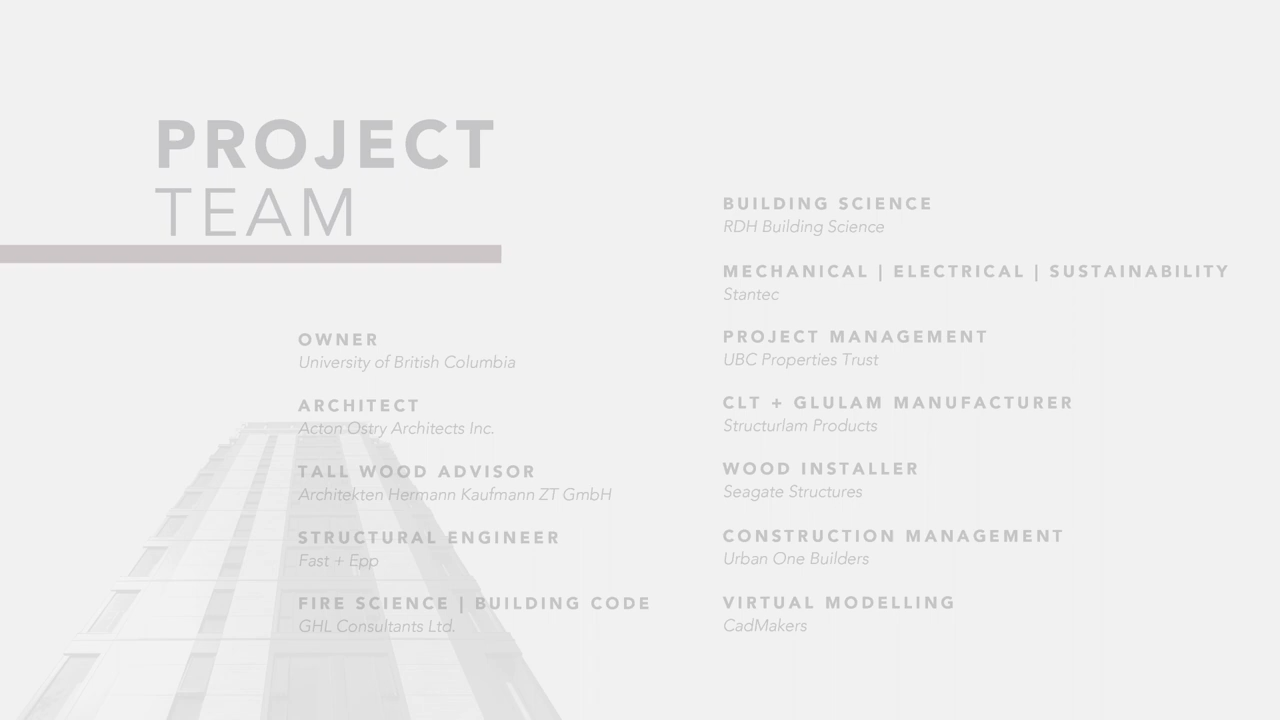 PROJECT
TEAM
OWNER
University of British Columbia
ARCHITECT
Acton Ostry Architects Inc.
TALL WOOD ADVISOR
Architekten Hermann Kaufmann ZT GmbH
STRUCTURAL ENGINEER
Fast + Epp
FIRE SCIENCE | BUILDING CODE
GHL Consultants Ltd.
BUILDING SCIENCE
RDH Building Science
MECHANICAL | ELECTRICAL | SUSTAINABILITY
Stantec
PROJECT MANAGEMENT
UBC Properties Trust
CLT + GLULAM MANUFACTURER
Structurlam Products
WOOD INSTALLER
Seagate Structures
CONSTRUCTION MANAGEMENT
Urban One Builders
VIRTUAL MODELLING
CadMakers